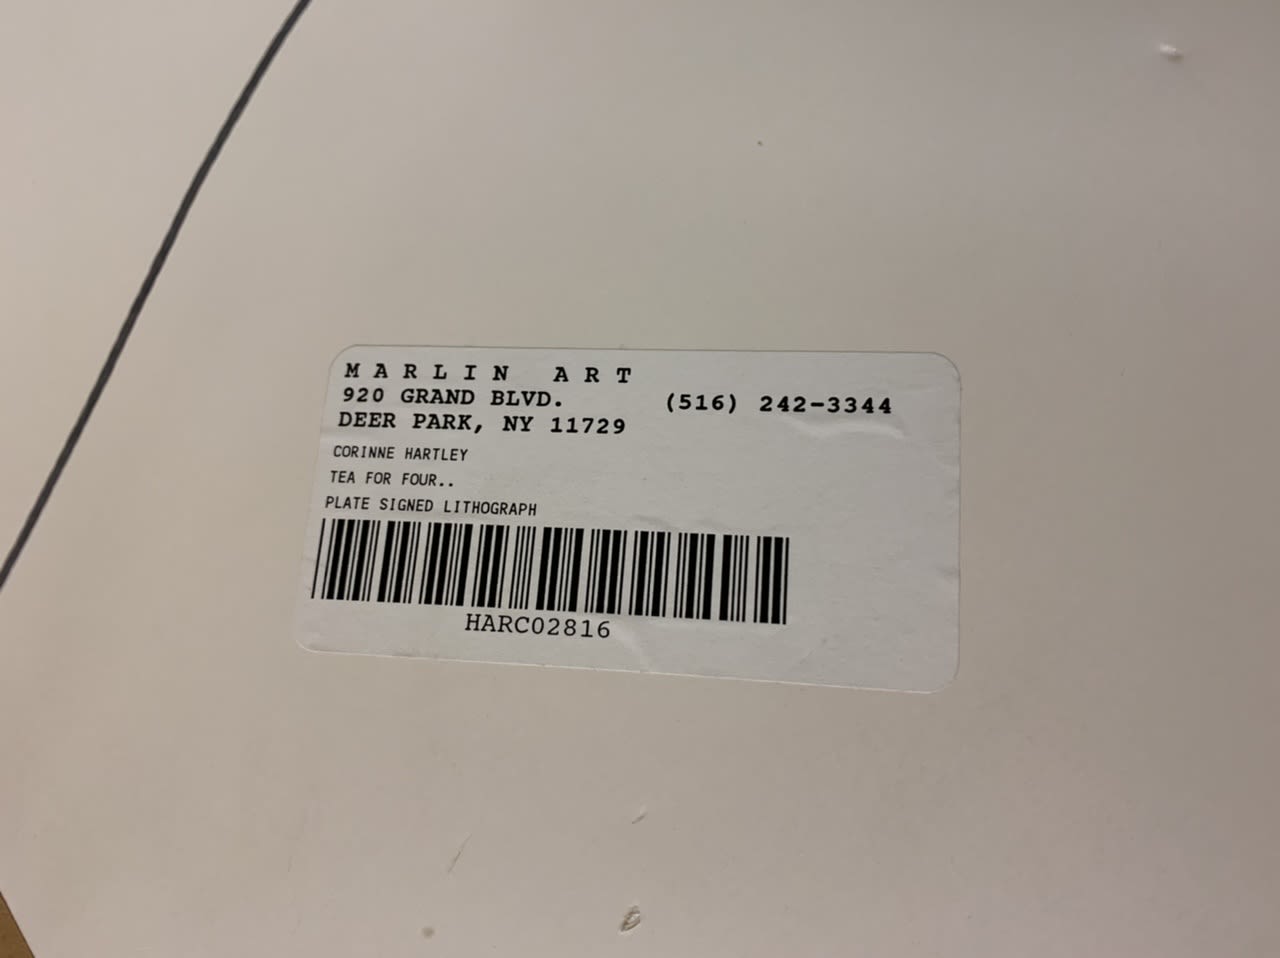 MARLIN ART
920 GRAND BLVD. (516) 242-3344
DEER PARK, NY 11729
CORINNE HARTLEY
TEA FOR FOUR..
PLATE SIGNED LITHOGRAPH
HARC02816